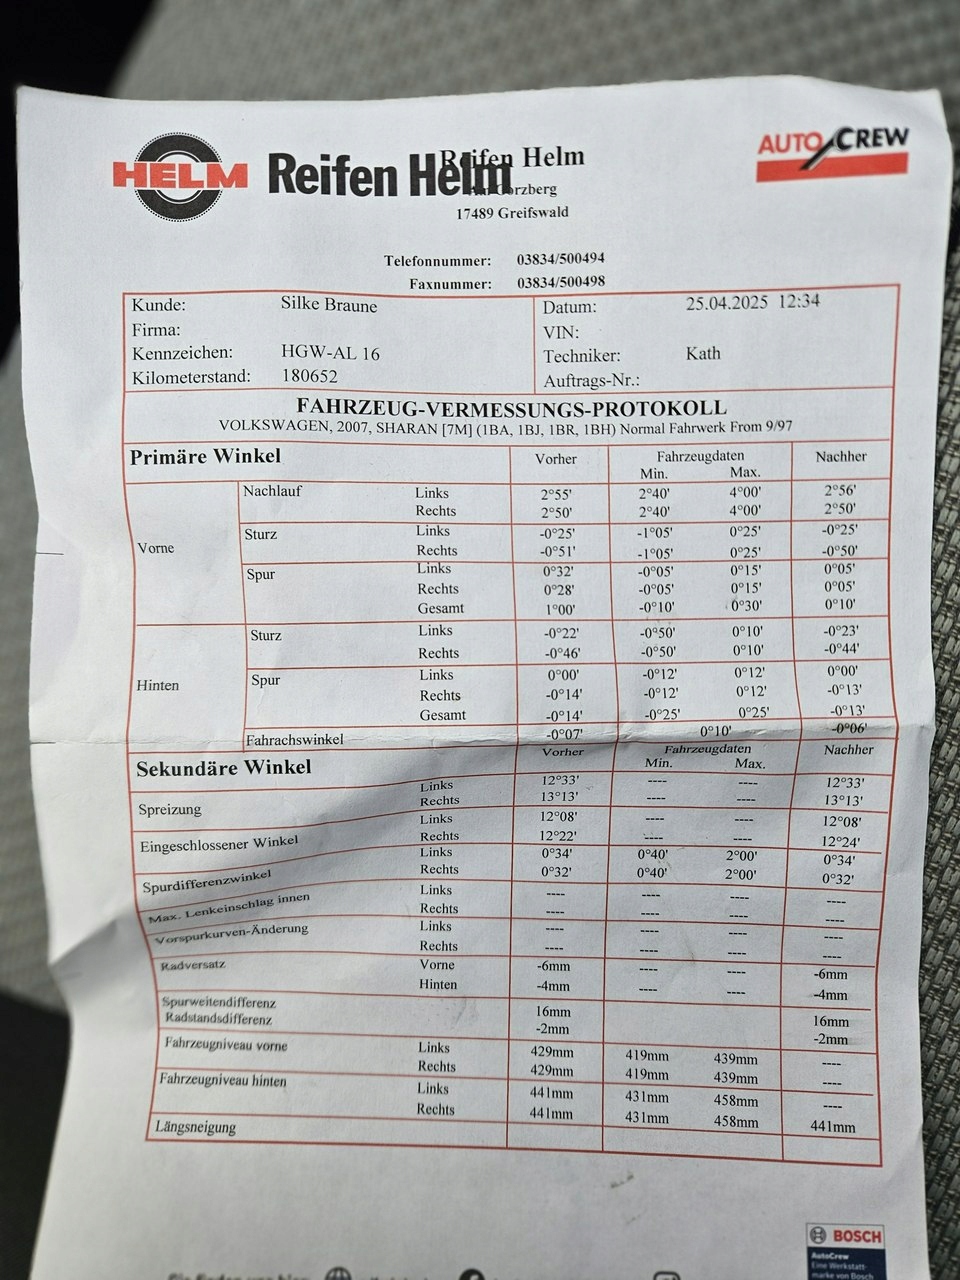 HELM Reifen Helm
Reifen Helm
Gorzberg
17489 Greifswald
AUTO CREW
Telefonnummer: 03834/500494
Faxnummer: 03834/500498
Kunde: Silke Braune Datum: 25.04.2025 12:34
Firma: VIN:
Kennzeichen: HGW-AL 16 Techniker: Kath
Kilometerstand: 180652 Auftrags-Nr.:
FAHRZEUG-VERMESSUNGS-PROTOKOLL
VOLKSWAGEN, 2007, SHARAN [7M] (1BA, 1BJ, 1BR, 1BH) Normal Fahrwerk From 9/97
Primäre Winkel Vorher Fahrzeugdaten Nachher
Min. Max.
Vorne
Nachlauf Links 2°55' 2°40' 4°00' 2°56'
Rechts 2°50' 2°40' 4°00' 2°50'
Sturz Links -0°25' -1°05' 0°25' -0°25'
Rechts -0°51' -1°05' 0°25' -0°50'
Spur Links 0°32' -0°05' 0°15' 0°05'
Rechts 0°28' -0°05' 0°15' 0°05'
Gesamt 1°00' -0°10' 0°30' 0°10'
Hinten
Sturz Links -0°22' -0°50' 0°10' -0°23'
Rechts -0°46' -0°50' 0°10' -0°44'
Spur Links 0°00' -0°12' 0°12' 0°00'
Rechts -0°14' -0°12' 0°12' -0°13'
Gesamt -0°14' -0°25' 0°25' -0°13'
Fahrachswinkel -0°07' 0°10' -0°06'
Sekundäre Winkel Vorher Fahrzeugdaten Nachher
Min. Max.
Spreizung Links 12°33' ---- ---- 12°33'
Rechts 13°13' ---- ---- 13°13'
Eingeschlossener Winkel Links 12°08' ---- ---- 12°08'
Rechts 12°22' ---- ---- 12°24'
Spurdifferenzwinkel Links 0°34' 0°40' 2°00' 0°34'
Rechts 0°32' 0°40' 2°00' 0°32'
Max. Lenkeinschlag innen Links ---- ---- ---- ----
Rechts ---- ---- ---- ----
Vorspurkurven-Änderung Links ---- ---- ---- ----
Rechts ---- ---- ---- ----
Radversatz Vorne -6mm ---- ---- -6mm
Hinten -4mm ---- ---- -4mm
Spurweitendifferenz 16mm 16mm
Radstandsdifferenz -2mm -2mm
Fahrzeugniveau vorne Links 429mm 419mm 439mm ----
Rechts 429mm 419mm 439mm ----
Fahrzeugniveau hinten Links 441mm 431mm 458mm ----
Rechts 441mm 431mm 458mm 441mm
Längsneigung
BOSCH
AutoCrew
Eine Werkstatt-
marke von Bosch